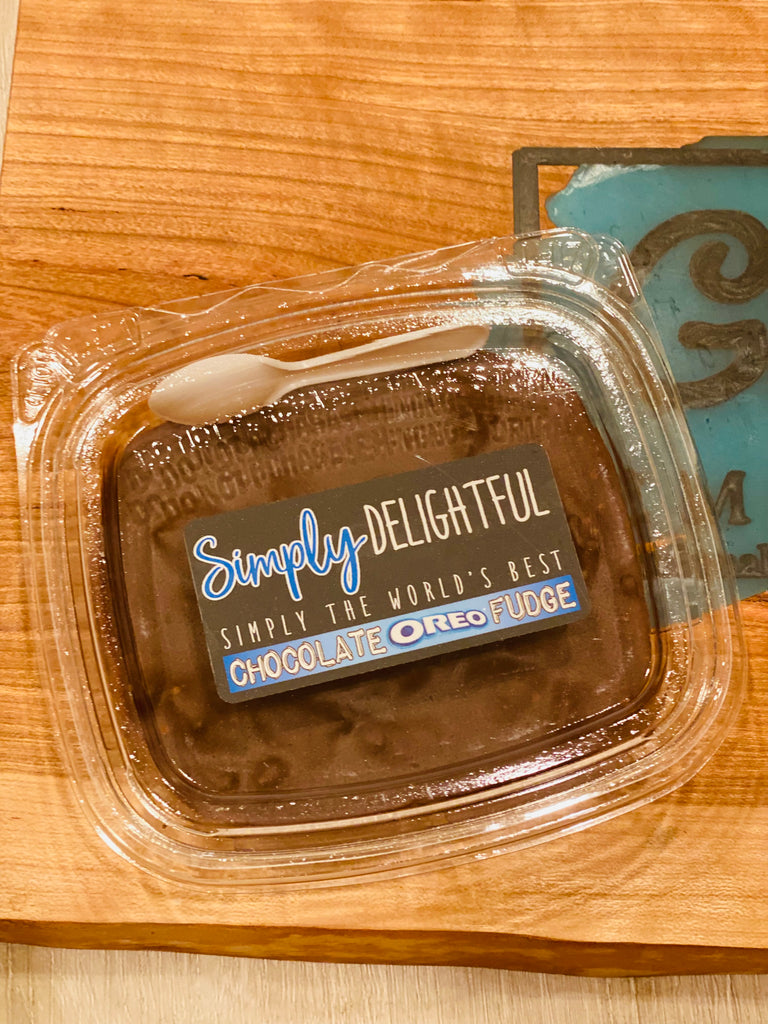 G
M
Simply DELIGHTFUL
SIMPLY THE WORLD'S BEST
CHOCOLATE OREO FUDGE